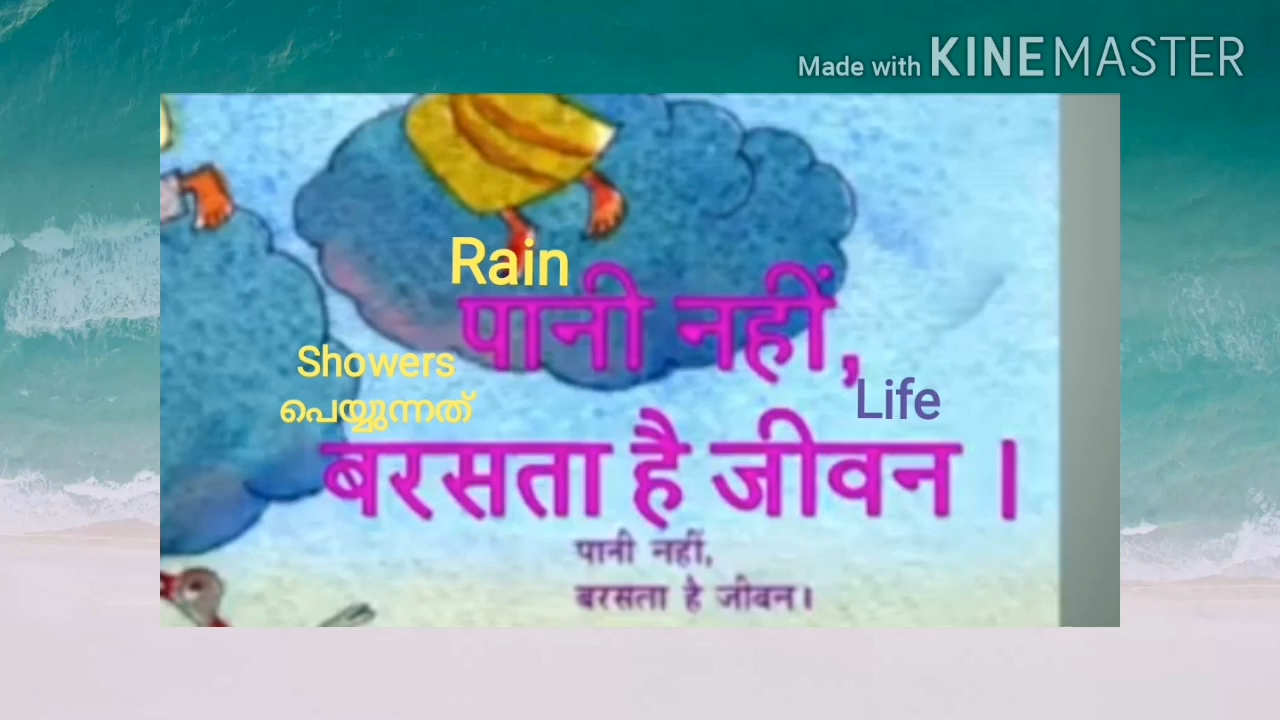 Made with KINEMASTER
Rain
पानी नहीं,
Showers
പെയ്യുന്നത്
Life
बरसता है जीवन ।
पानी नहीं,
बरसता है जीवन।